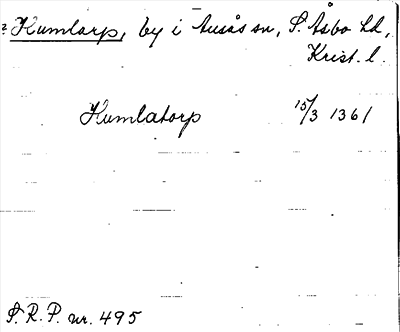 ? Humlarp, by i Ausås sn, S. Åsbo hd,
Krist. l.
Humlatorp 15/3 1361
S.R.P. nr. 495